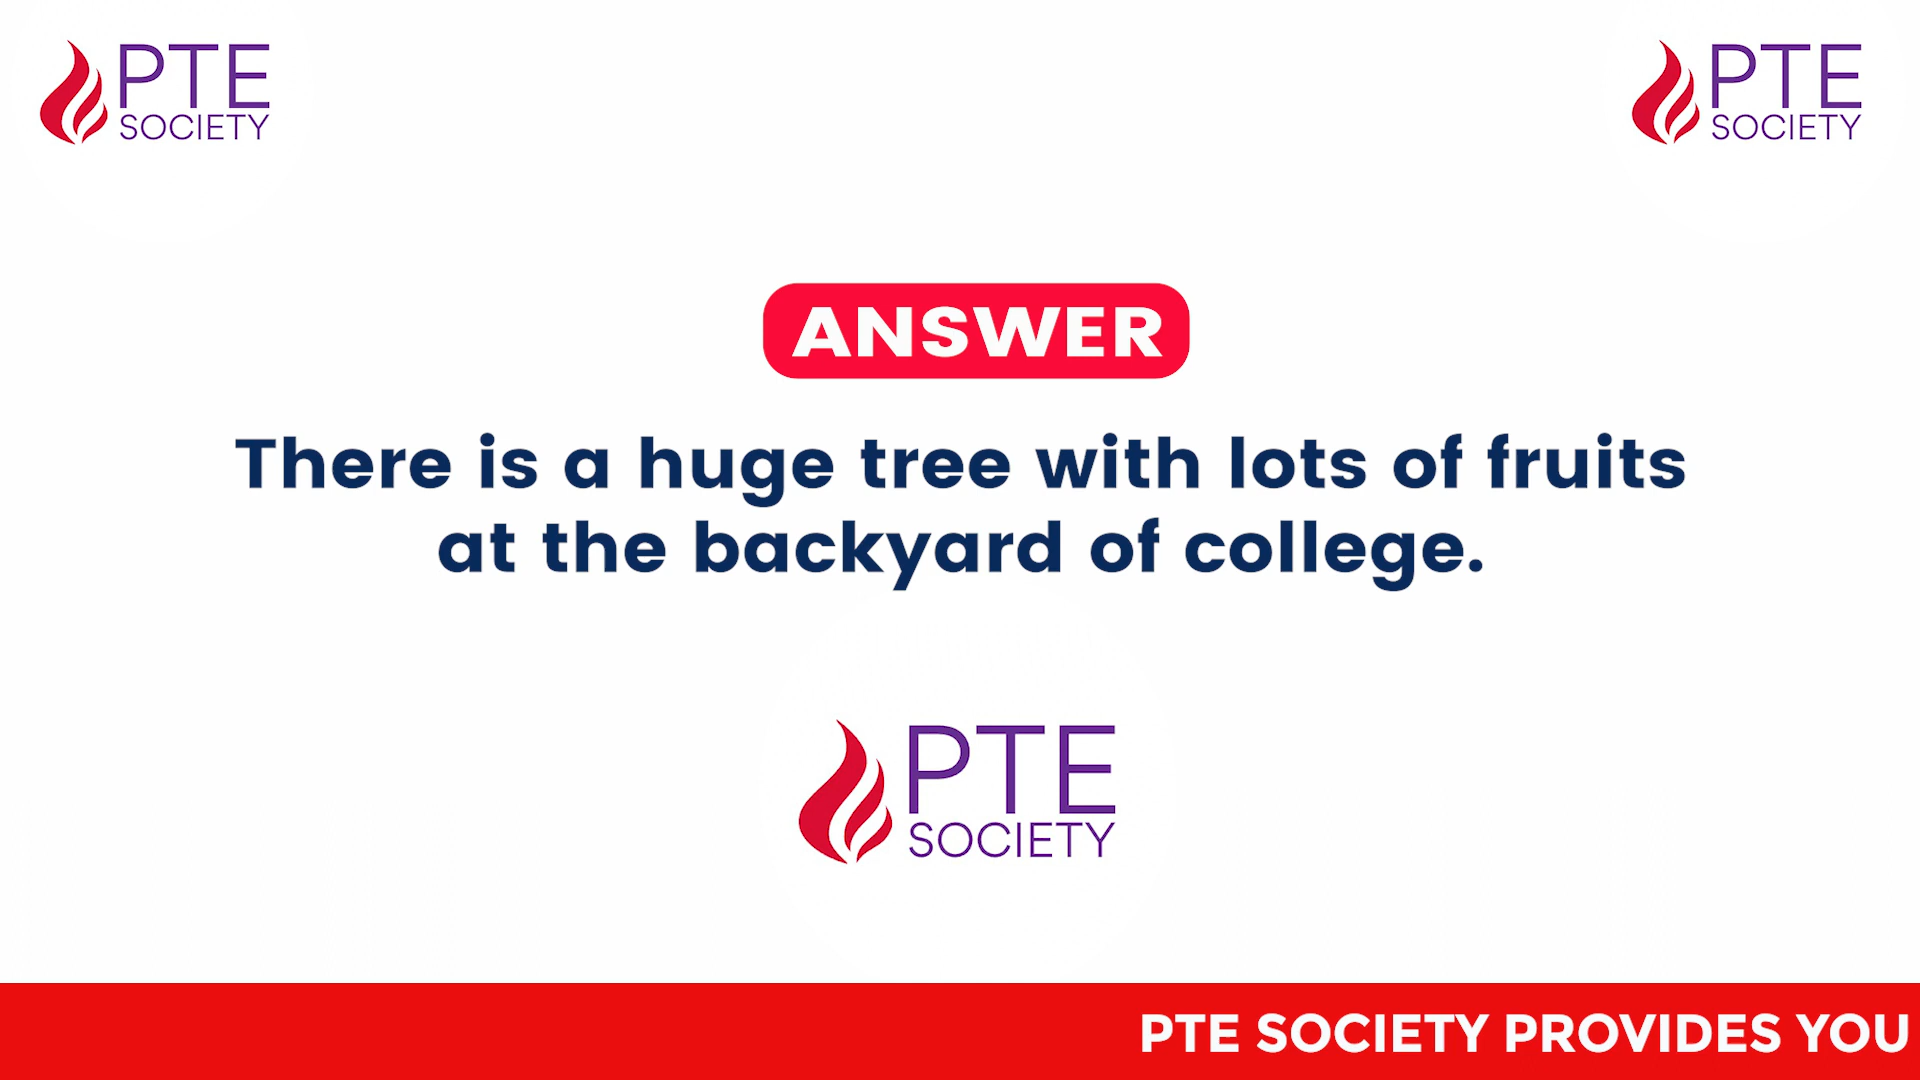 PTE
SOCIETY
PTE
SOCIETY
ANSWER
There is a huge tree with lots of fruits
at the backyard of college.
PTE
SOCIETY
PTE SOCIETY PROVIDES YOU